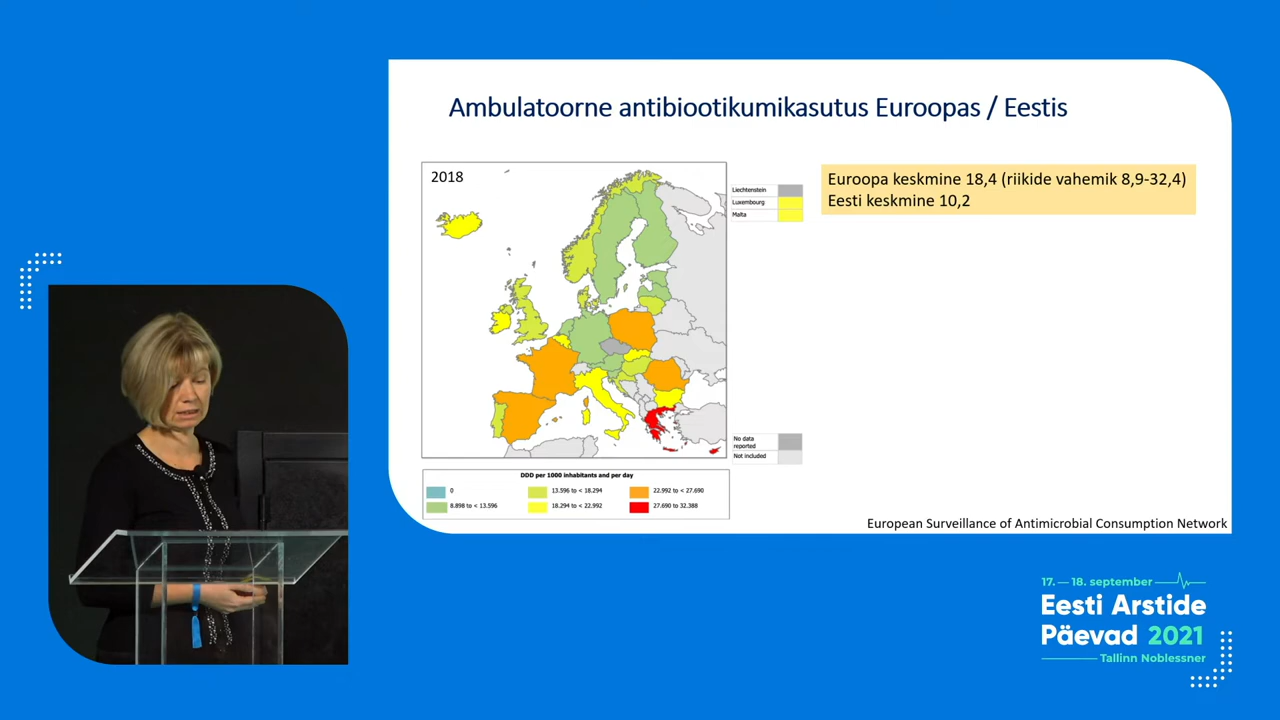 Ambulatoorne antibiootikumikasutus Euroopas / Eestis
2018
Liechtenstein
Luxembourg
Malta
Euroopa keskmine 18,4 (riikide vahemik 8,9-32,4)
Eesti keskmine 10,2
No data
reported
Not included
DDD per 1000 inhabitants and per day
0
13.596 to < 18.294
22.992 to < 27.690
8.898 to < 13.596
18.294 to < 22.992
27.690 to 32.388
European Surveillance of Antimicrobial Consumption Network
17. — 18. september
Eesti Arstide
Päevad 2021
Tallinn Noblessner